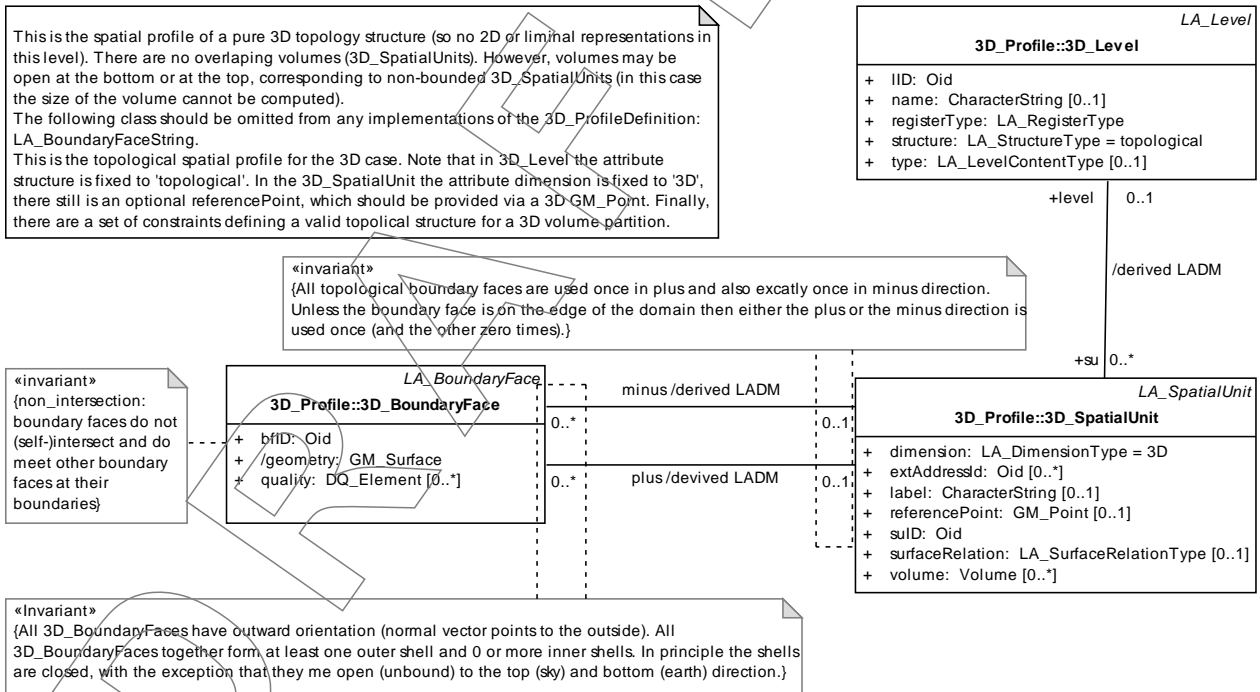 This is the spatial profile of a pure 3D topology structure (so no 2D or liminal representations in
this level). There are no overlaping volumes (3D_SpatialUnits). However, volumes may be
open at the bottom or at the top, corresponding to non-bounded 3D_SpatialUnits (in this case
the size of the volume cannot be computed).
The following class should be omitted from any implementations of the 3D_ProfileDefinition:
LA_BoundaryFaceString.
This is the topological spatial profile for the 3D case. Note that in 3D_Level the attribute
structure is fixed to 'topological'. In the 3D_SpatialUnit the attribute dimension is fixed to '3D',
there still is an optional referencePoint, which should be provided via a 3D GM_Point. Finally,
there are a set of constraints defining a valid topolical structure for a 3D volume partition.
LA_Level
3D_Profile::3D_Level
+ lID: Oid
+ name: CharacterString [0..1]
+ registerType: LA_RegisterType
+ structure: LA_StructureType = topological
+ type: LA_LevelContentType [0..1]
+level 0..1
/derived LADM
+su 0..*
«invariant»
{All topological boundary faces are used once in plus and also excatly once in minus direction.
Unless the boundary face is on the edge of the domain then either the plus or the minus direction is
used once (and the other zero times).}
«invariant»
{non_intersection:
boundary faces do not
(self-)intersect and do
meet other boundary
faces at their
boundaries}
LA_BoundaryFace
3D_Profile::3D_BoundaryFace
+ bfID: Oid
+ /geometry: GM_Surface
+ quality: DQ_Element [0..*]
minus /derived LADM
0..* 0..1
plus /devived LADM
0..* 0..1
LA_SpatialUnit
3D_Profile::3D_SpatialUnit
+ dimension: LA_DimensionType = 3D
+ extAddressId: Oid [0..*]
+ label: CharacterString [0..1]
+ referencePoint: GM_Point [0..1]
+ suID: Oid
+ surfaceRelation: LA_SurfaceRelationType [0..1]
+ volume: Volume [0..*]
«Invariant»
{All 3D_BoundaryFaces have outward orientation (normal vector points to the outside). All
3D_BoundaryFaces together form at least one outer shell and 0 or more inner shells. In principle the shells
are closed, with the exception that they me open (unbound) to the top (sky) and bottom (earth) direction.}